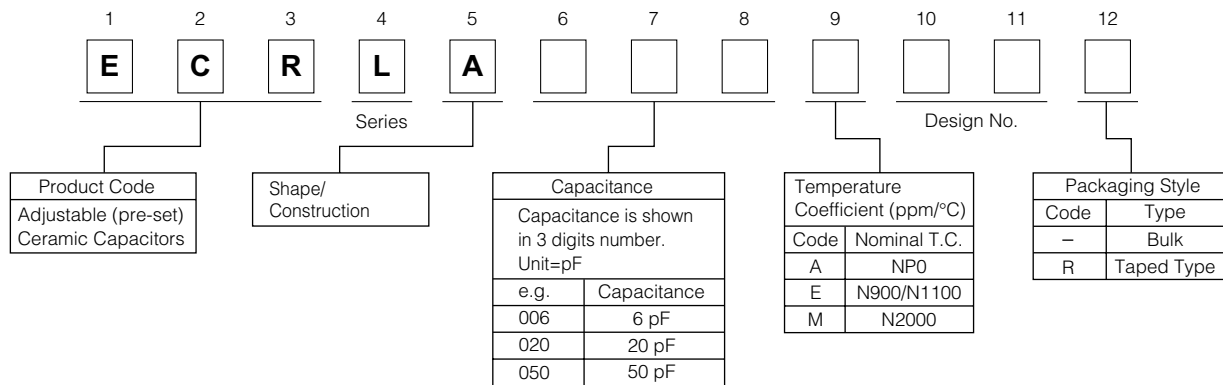 1 2 3 4 5 6 7 8 9 10 11 12
E C R L A
Series
Design No.
Product Code
Adjustable (pre-set)
Ceramic Capacitors
Shape/
Construction
Capacitance
Capacitance is shown
in 3 digits number.
Unit=pF
e.g. Capacitance
006 6 pF
020 20 pF
050 50 pF
Temperature
Coefficient (ppm/°C)
Code Nominal T.C.
A NP0
E N900/N1100
M N2000
Packaging Style
Code Type
– Bulk
R Taped Type